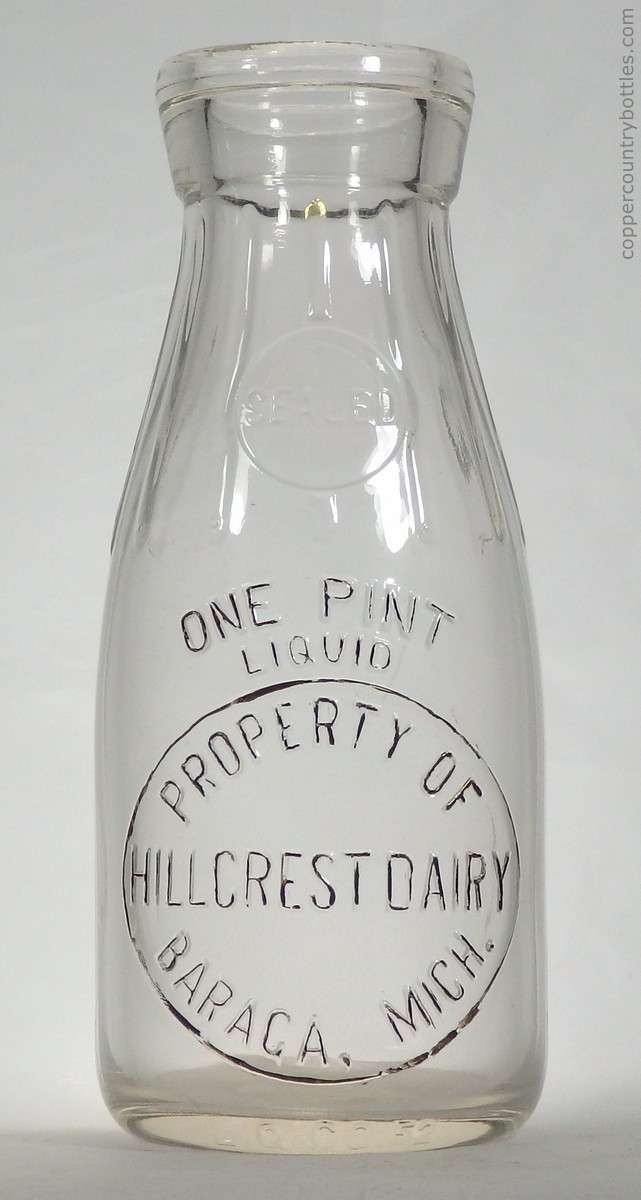 coppercountrybottles.com
SEALED
ONE PINT
LIQUID
PROPERTY OF
HILLCREST DAIRY
BARAGA, MICH.